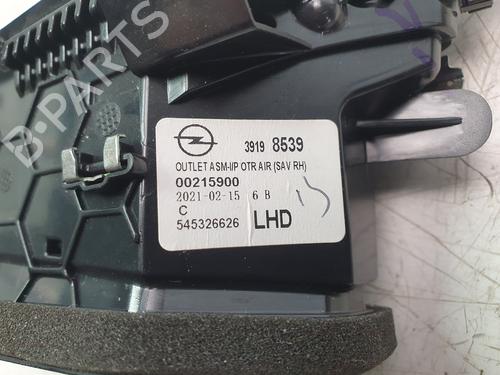 B-PARTS
3919 8539
OUTLET ASM-I/P OTR AIR (SAV RH)
00215900
2021-02-15 6 B
C
545326626 LHD